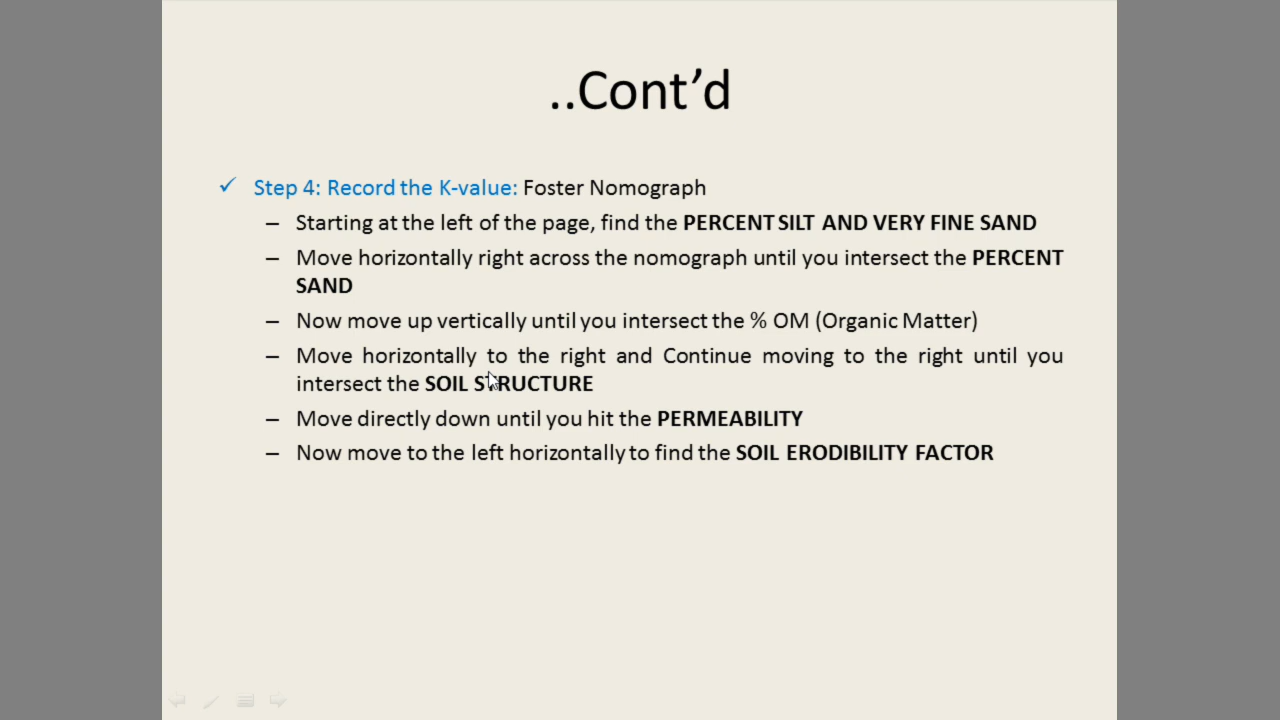 ..Cont’d
✓ Step 4: Record the K-value: Foster Nomograph
– Starting at the left of the page, find the PERCENT SILT AND VERY FINE SAND
– Move horizontally right across the nomograph until you intersect the PERCENT
SAND
– Now move up vertically until you intersect the % OM (Organic Matter)
– Move horizontally to the right and Continue moving to the right until you
intersect the SOIL STRUCTURE
– Move directly down until you hit the PERMEABILITY
– Now move to the left horizontally to find the SOIL ERODIBILITY FACTOR